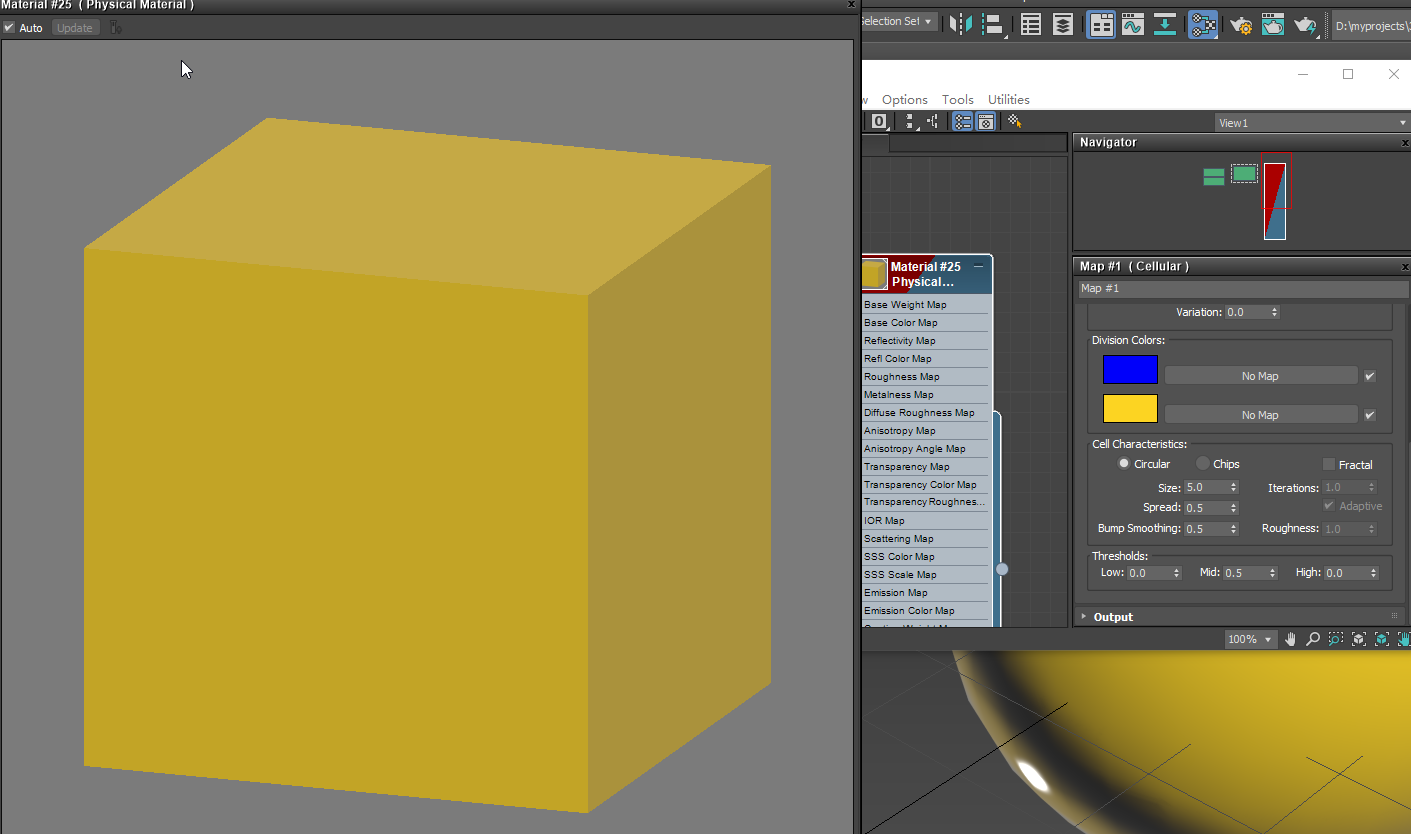 Material #25 ( Physical Material )
x
Auto
Update
Selection Set
D:\myprojects\
Options
Tools
Utilities
0
View1
Navigator
x
Material #25
Physical...
Base Weight Map
Base Color Map
Reflectivity Map
Refl Color Map
Roughness Map
Metalness Map
Diffuse Roughness Map
Anisotropy Map
Anisotropy Angle Map
Transparency Map
Transparency Color Map
Transparency Roughnes...
IOR Map
Scattering Map
SSS Color Map
SSS Scale Map
Emission Map
Emission Color Map
Map #1 ( Cellular )
x
Map #1
Variation: 0.0
Division Colors:
No Map
No Map
Cell Characteristics:
Circular
Chips
Fractal
Size: 5.0
Iterations: 1.0
Spread: 0.5
Adaptive
Bump Smoothing: 0.5
Roughness: 1.0
Thresholds:
Low: 0.0
Mid: 0.5
High: 0.0
Output
100%